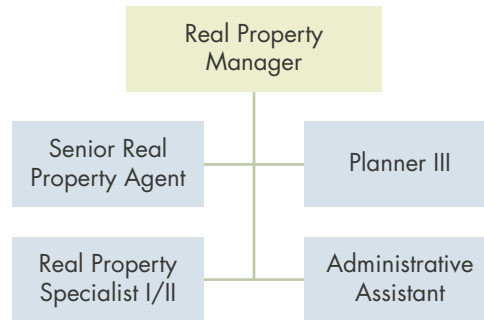 Real Property
Manager
Senior Real
Property Agent
Planner III
Real Property
Specialist I/II
Administrative
Assistant